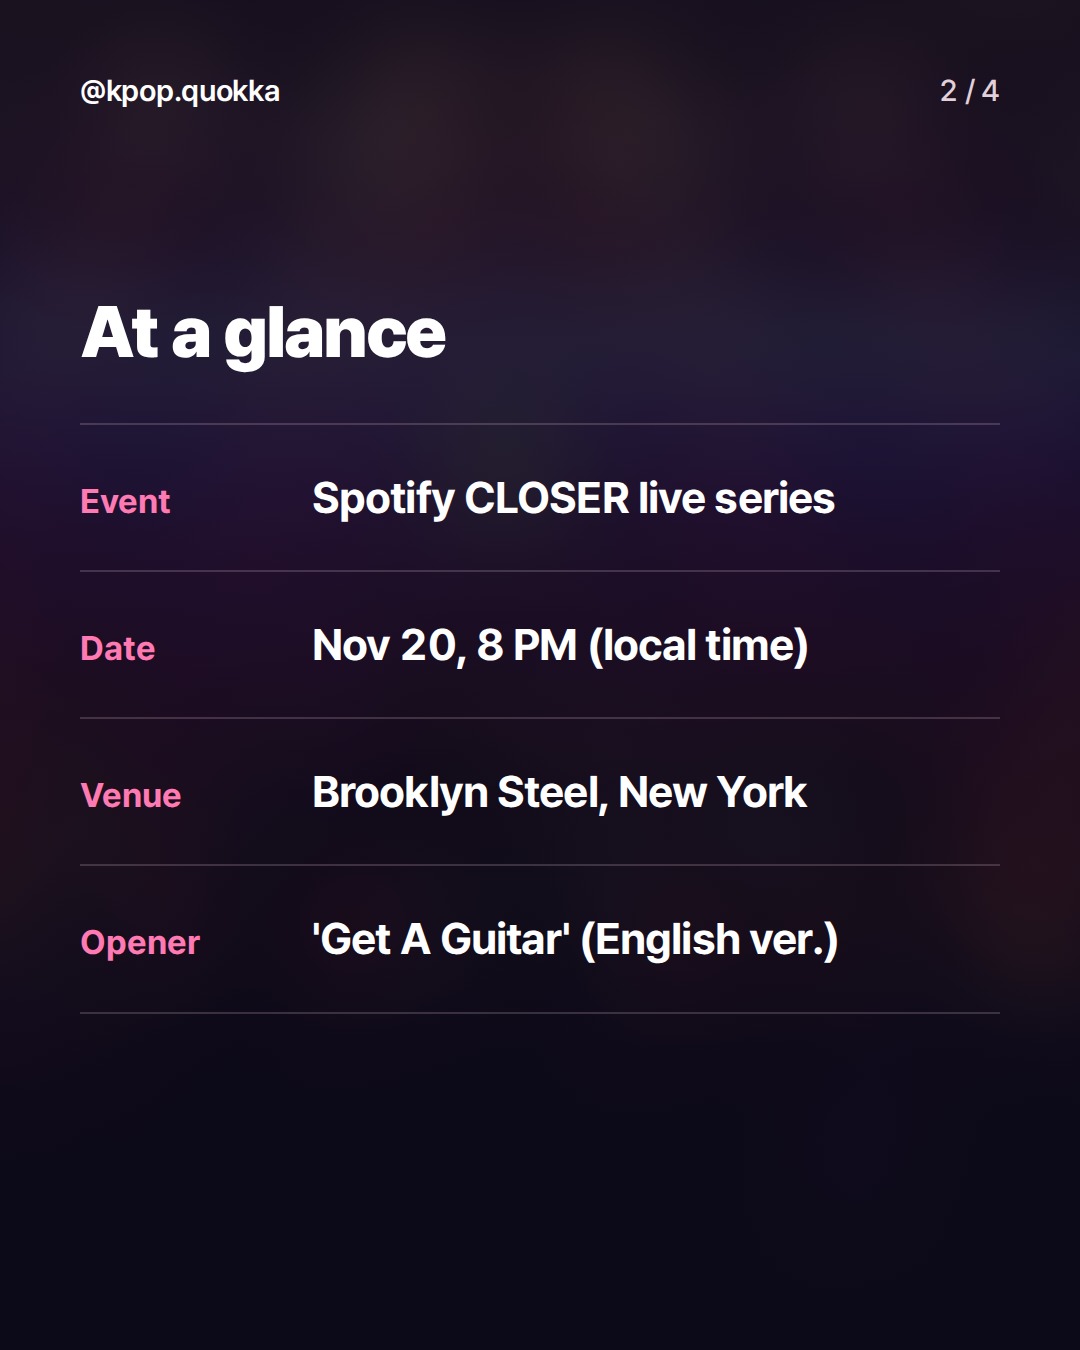 @kpop.quokka
2 / 4
At a glance
Event
Spotify CLOSER live series
Date
Nov 20, 8 PM (local time)
Venue
Brooklyn Steel, New York
Opener
'Get A Guitar' (English ver.)